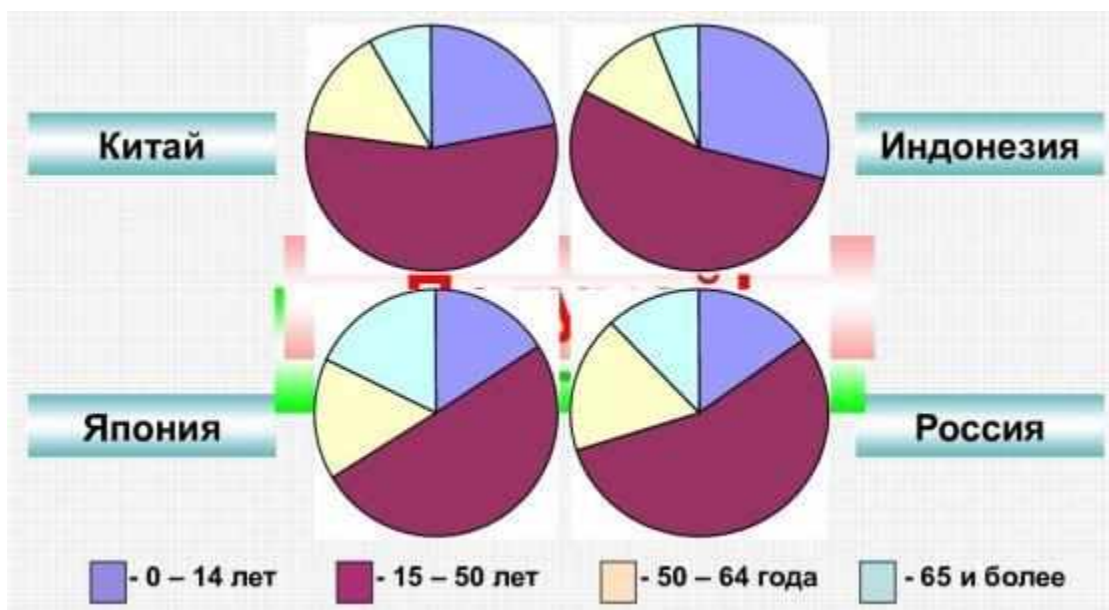 Китай
Индонезия
Япония
Россия
- 0 – 14 лет
- 15 – 50 лет
- 50 – 64 года
- 65 и более